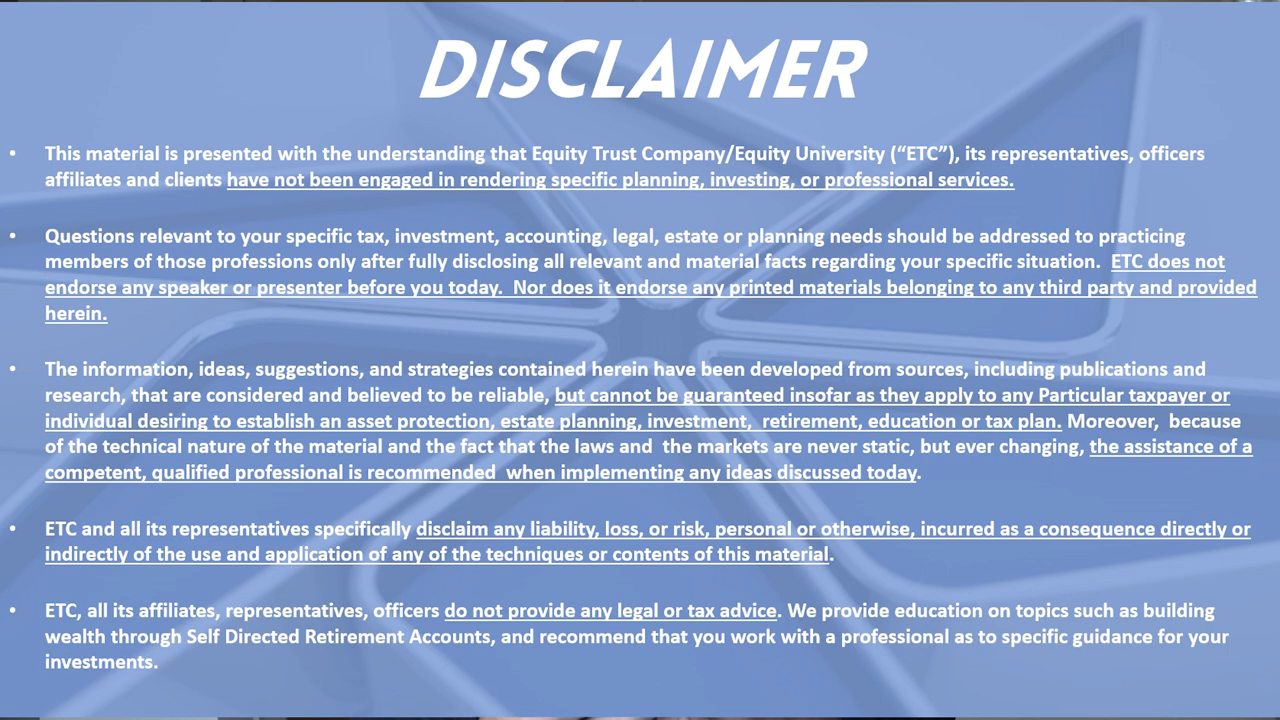 DISCLAIMER
• This material is presented with the understanding that Equity Trust Company/Equity University (“ETC”), its representatives, officers
affiliates and clients have not been engaged in rendering specific planning, investing, or professional services.
• Questions relevant to your specific tax, investment, accounting, legal, estate or planning needs should be addressed to practicing
members of those professions only after fully disclosing all relevant and material facts regarding your specific situation.  ETC does not
endorse any speaker or presenter before you today.  Nor does it endorse any printed materials belonging to any third party and provided
herein.
• The information, ideas, suggestions, and strategies contained herein have been developed from sources, including publications and
research, that are considered and believed to be reliable, but cannot be guaranteed insofar as they apply to any Particular taxpayer or
individual desiring to establish an asset protection, estate planning, investment,  retirement, education or tax plan. Moreover,  because
of the technical nature of the material and the fact that the laws and  the markets are never static, but ever changing, the assistance of a
competent, qualified professional is recommended  when implementing any ideas discussed today.
• ETC and all its representatives specifically disclaim any liability, loss, or risk, personal or otherwise, incurred as a consequence directly or
indirectly of the use and application of any of the techniques or contents of this material.
• ETC, all its affiliates, representatives, officers do not provide any legal or tax advice. We provide education on topics such as building
wealth through Self Directed Retirement Accounts, and recommend that you work with a professional as to specific guidance for your
investments.